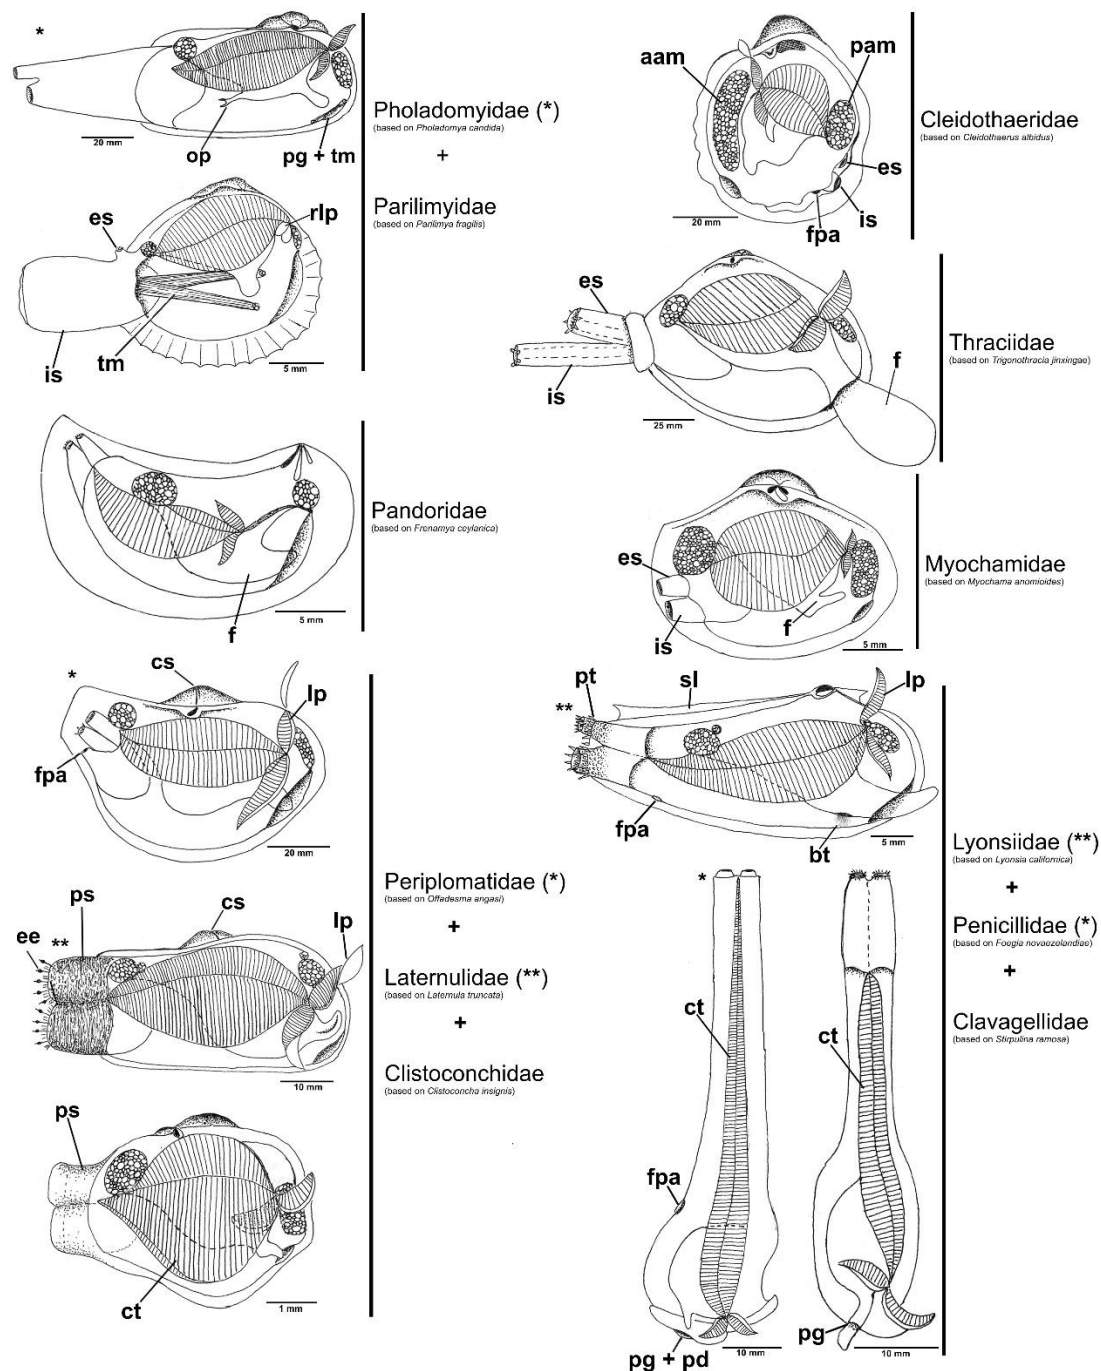 *
20 mm
op
pg + tm
Pholadomyidae (*)
(based on Pholadomya candida)
+
Parilimyidae
(based on Parilimya fragilis)
es
rlp
is
tm
5 mm
Pandoridae
(based on Frenamya ceylanica)
f
5 mm
*
cs
lp
fpa
20 mm
Periplomatidae (*)
(based on Offadesma angasi)
+
Laternulidae (**)
(based on Laternula truncata)
+
Clistoconchidae
(based on Clistoconcha insignis)
ps
cs
lp
ee
**
10 mm
ps
ct
1 mm
aam
pam
es
is
fpa
20 mm
Cleidothaeridae
(based on Cleidothaerus albidus)
es
is
f
25 mm
Thraciidae
(based on Trigonothracia jinxingae)
es
is
f
5 mm
Myochamidae
(based on Myochama anomioides)
pt
sl
lp
**
fpa
bt
5 mm
Lyonsiidae (**)
(based on Lyonsia californica)
+
Penicillidae (*)
(based on Foegia novaezelandiae)
+
Clavagellidae
(based on Stirpulina ramosa)
*
ct
ct
fpa
pg
pg + pd
10 mm
10 mm